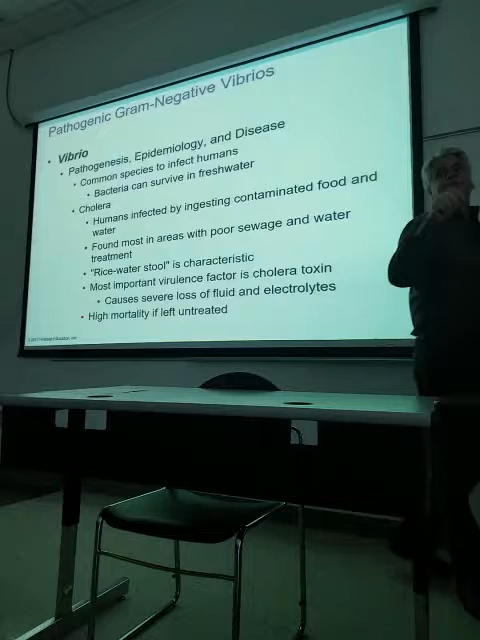 Pathogenic Gram-Negative Vibrios
• Vibrio
• Pathogenesis, Epidemiology, and Disease
• Common species to infect humans
• Bacteria can survive in freshwater
• Cholera
• Humans infected by ingesting contaminated food and
water
• Found most in areas with poor sewage and water
treatment
• "Rice-water stool" is characteristic
• Most important virulence factor is cholera toxin
• Causes severe loss of fluid and electrolytes
• High mortality if left untreated